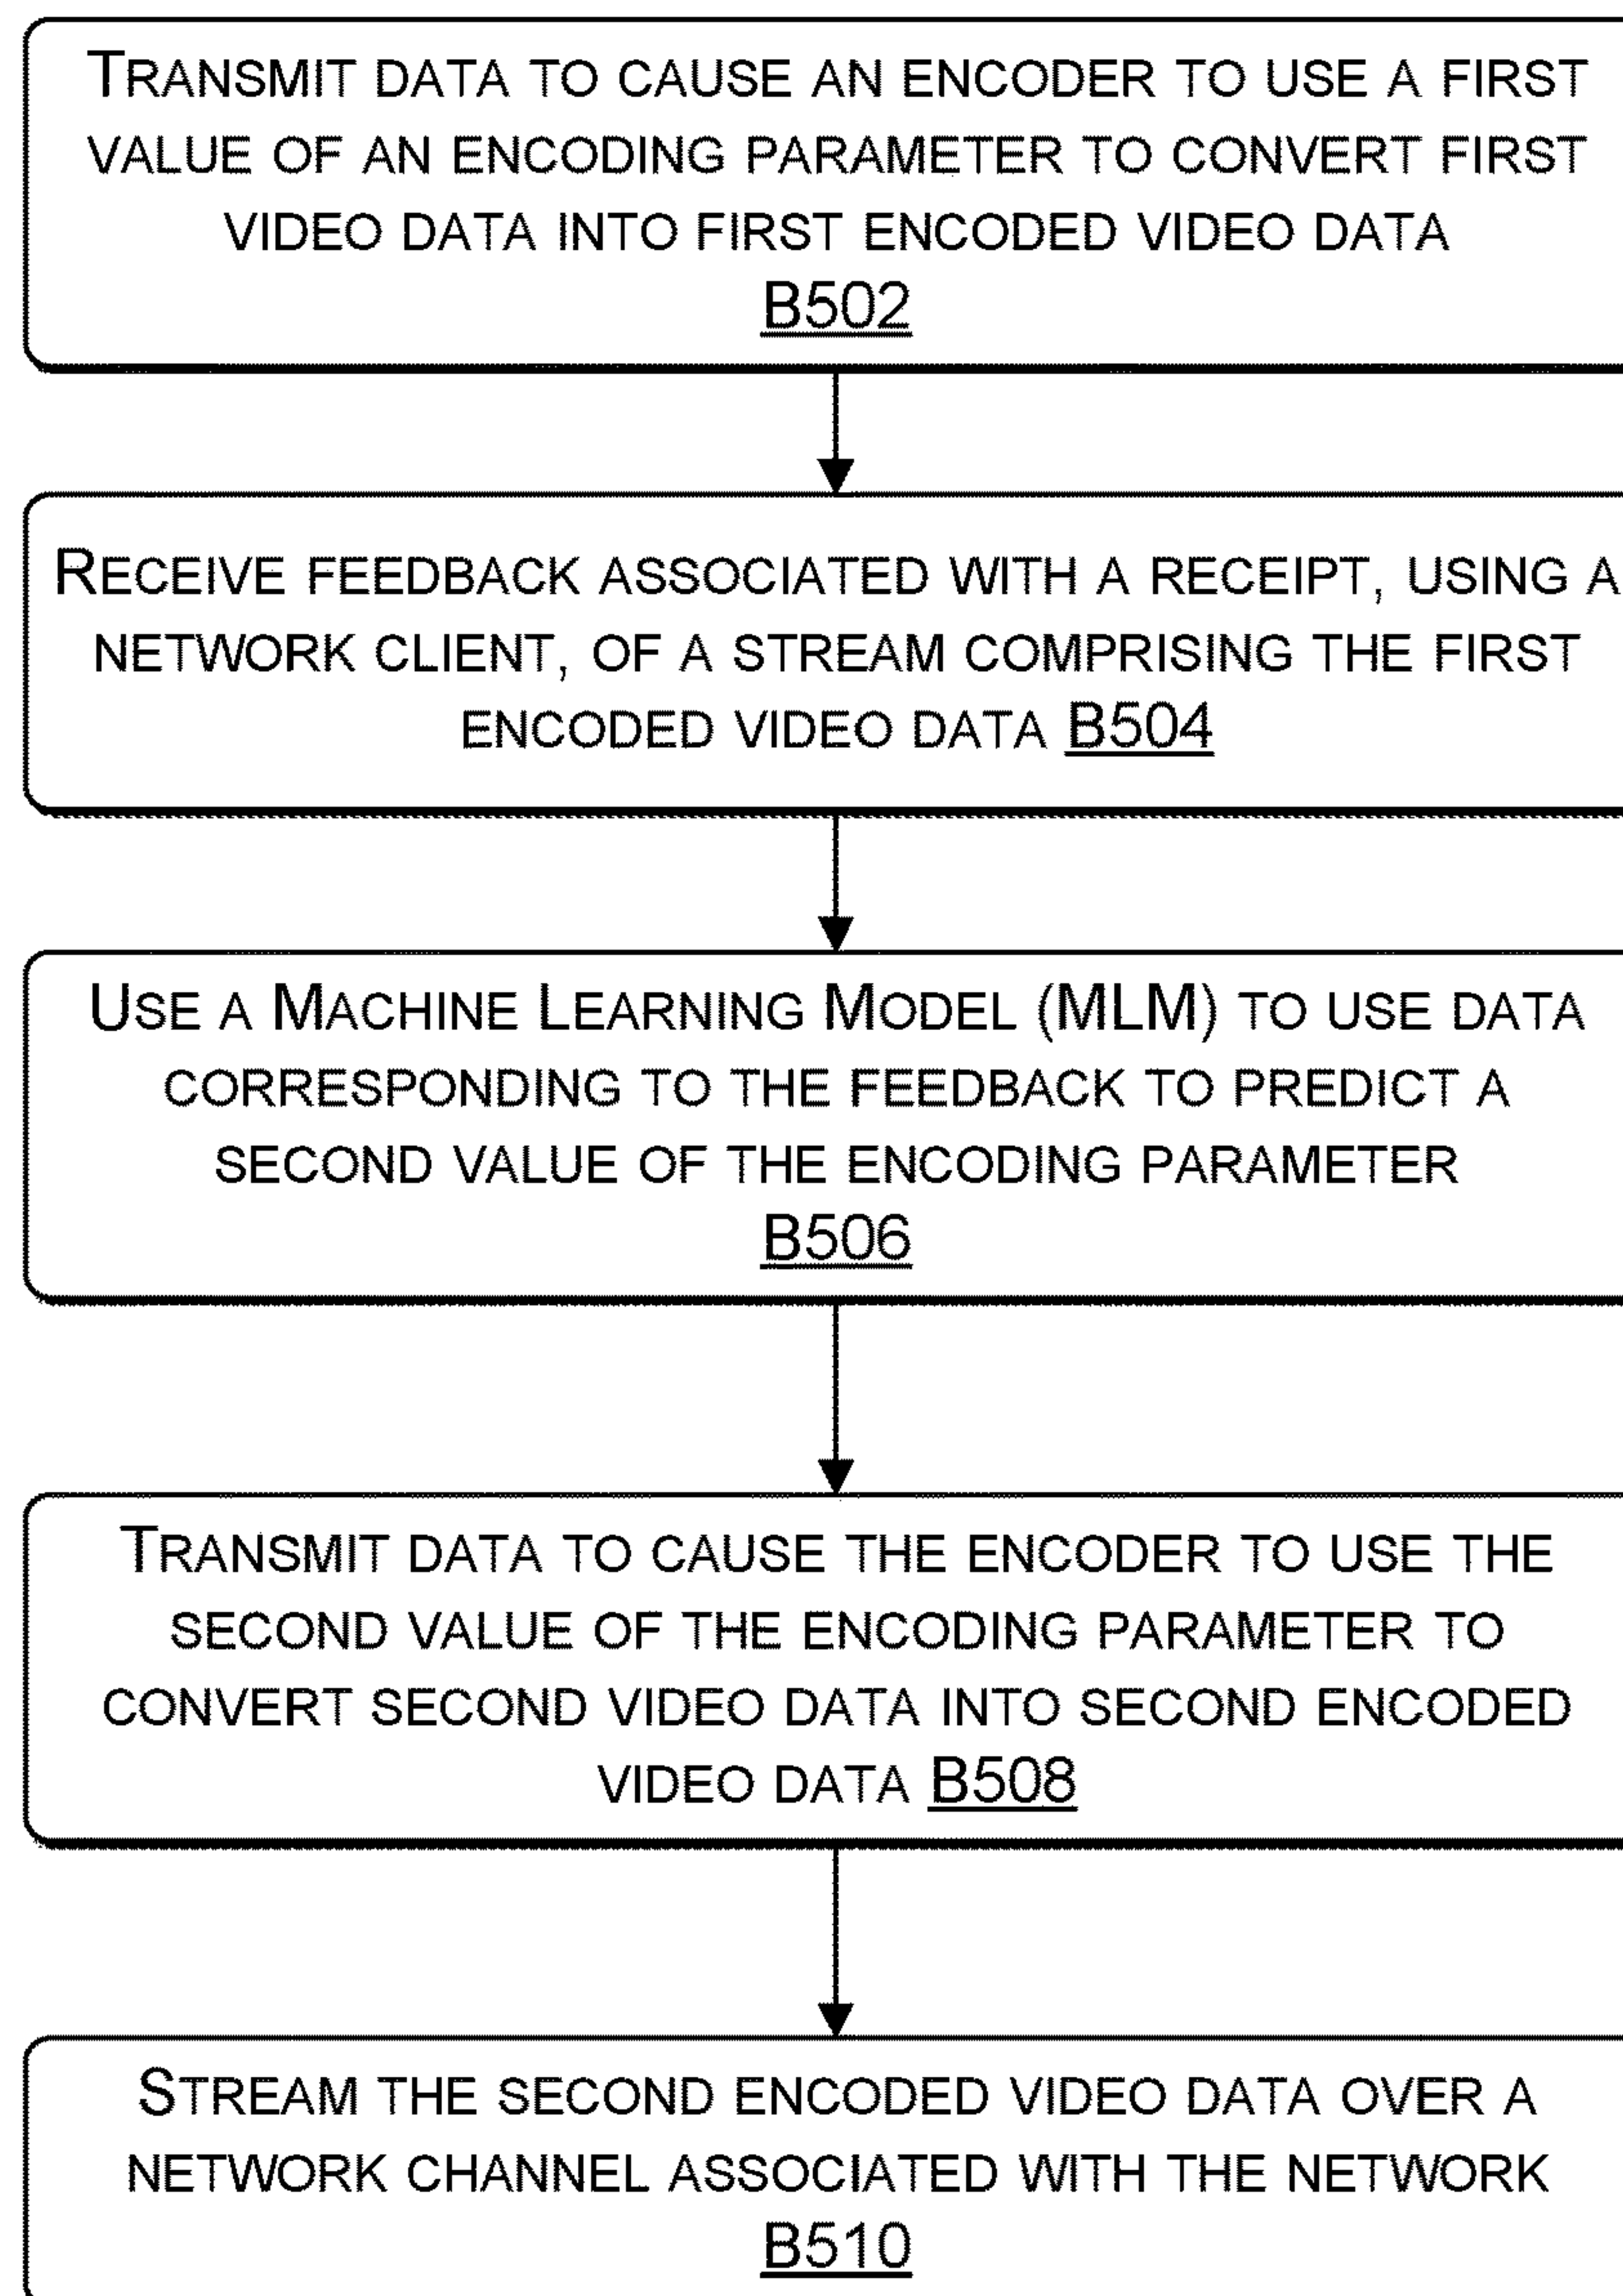 TRANSMIT DATA TO CAUSE AN ENCODER TO USE A FIRST
VALUE OF AN ENCODING PARAMETER TO CONVERT FIRST
VIDEO DATA INTO FIRST ENCODED VIDEO DATA
B502
RECEIVE FEEDBACK ASSOCIATED WITH A RECEIPT, USING A
NETWORK CLIENT, OF A STREAM COMPRISING THE FIRST
ENCODED VIDEO DATA B504
USE A MACHINE LEARNING MODEL (MLM) TO USE DATA
CORRESPONDING TO THE FEEDBACK TO PREDICT A
SECOND VALUE OF THE ENCODING PARAMETER
B506
TRANSMIT DATA TO CAUSE THE ENCODER TO USE THE
SECOND VALUE OF THE ENCODING PARAMETER TO
CONVERT SECOND VIDEO DATA INTO SECOND ENCODED
VIDEO DATA B508
STREAM THE SECOND ENCODED VIDEO DATA OVER A
NETWORK CHANNEL ASSOCIATED WITH THE NETWORK
B510